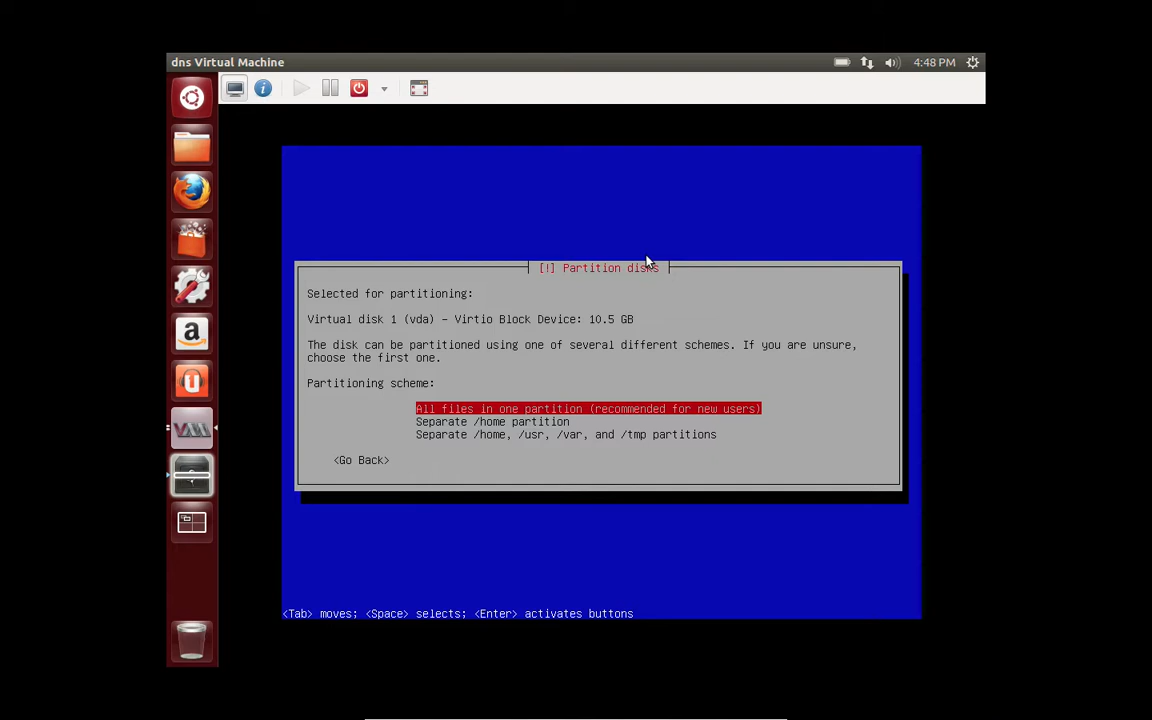 dns Virtual Machine
4:48 PM
[!] Partition disks
Selected for partitioning:
Virtual disk 1 (vda) – Virtio Block Device: 10.5 GB
The disk can be partitioned using one of several different schemes. If you are unsure,
choose the first one.
Partitioning scheme:
All files in one partition (recommended for new users)
Separate /home partition
Separate /home, /usr, /var, and /tmp partitions
<Go Back>
<Tab> moves; <Space> selects; <Enter> activates buttons